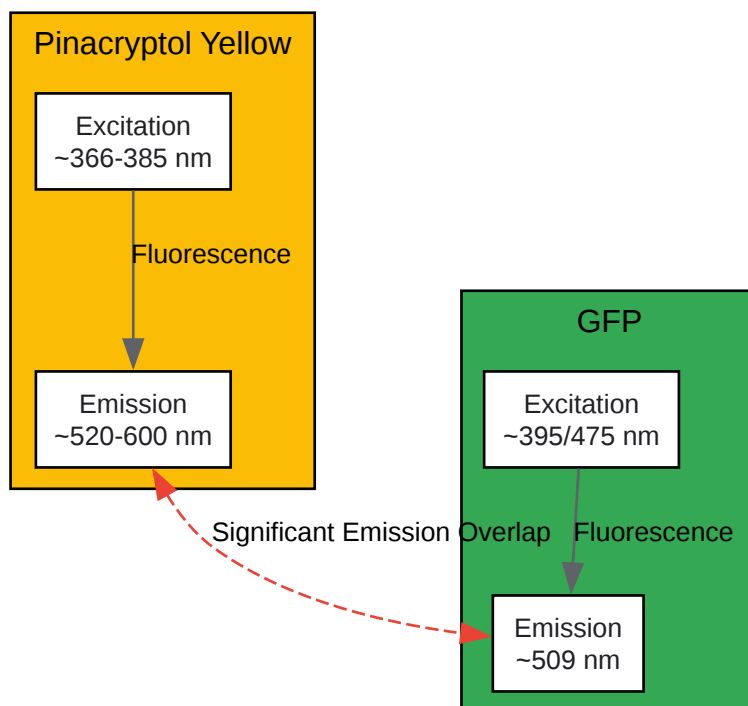 Pinacryptol Yellow
Excitation
~366-385 nm
Fluorescence
Emission
~520-600 nm
Significant Emission Overlap
GFP
Excitation
~395/475 nm
Fluorescence
Emission
~509 nm